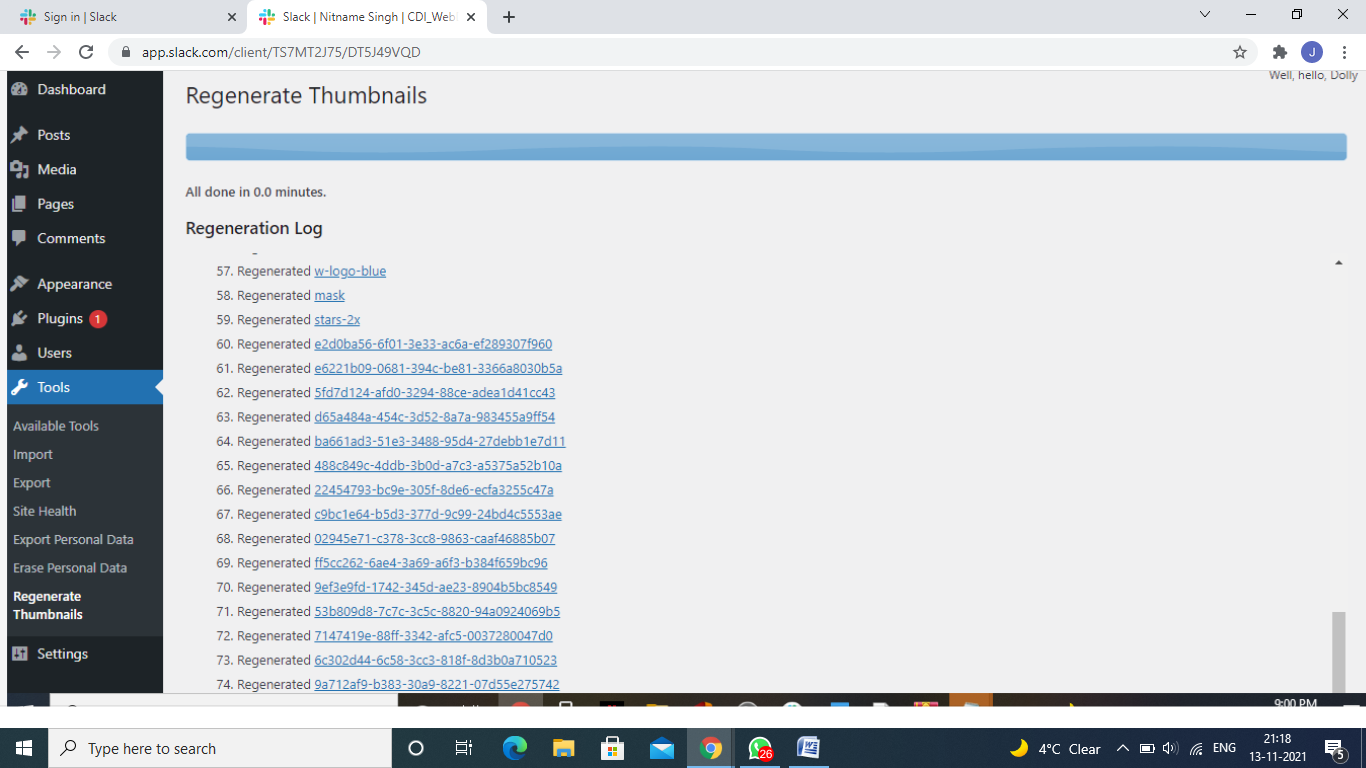 Sign in | Slack
Slack | Nitname Singh | CDI_Web
app.slack.com/client/TS7MT2J75/DT5J49VQD
J
Well, hello, Dolly
Dashboard
Posts
Media
Pages
Comments
Appearance
Plugins 1
Users
Tools
Available Tools
Import
Export
Site Health
Export Personal Data
Erase Personal Data
Regenerate
Thumbnails
Settings
Regenerate Thumbnails
All done in 0.0 minutes.
Regeneration Log
57. Regenerated w-logo-blue
58. Regenerated mask
59. Regenerated stars-2x
60. Regenerated e2d0ba56-6f01-3e33-ac6a-ef289307f960
61. Regenerated e6221b09-0681-394c-be81-3366a8030b5a
62. Regenerated 5fd7d124-afd0-3294-88ce-adea1d41cc43
63. Regenerated d65a484a-454c-3d52-8a7a-983455a9ff54
64. Regenerated ba661ad3-51e3-3488-95d4-27debb1e7d11
65. Regenerated 488c849c-4ddb-3b0d-a7c3-a5375a52b10a
66. Regenerated 22454793-bc9e-305f-8de6-ecfa3255c47a
67. Regenerated c9bc1e64-b5d3-377d-9c99-24bd4c5553ae
68. Regenerated 02945e71-c378-3cc8-9863-caaf46885b07
69. Regenerated ff5cc262-6ae4-3a69-a6f3-b384f659bc96
70. Regenerated 9ef3e9fd-1742-345d-ae23-8904b5bc8549
71. Regenerated 53b809d8-7c7c-3c5c-8820-94a0924069b5
72. Regenerated 7147419e-88ff-3342-afc5-0037280047d0
73. Regenerated 6c302d44-6c58-3cc3-818f-8d3b0a710523
74. Regenerated 9a712af9-b383-30a9-8221-07d55e275742
9:00 PM
Type here to search
26
W
4°C Clear
ENG
21:18
13-11-2021
5